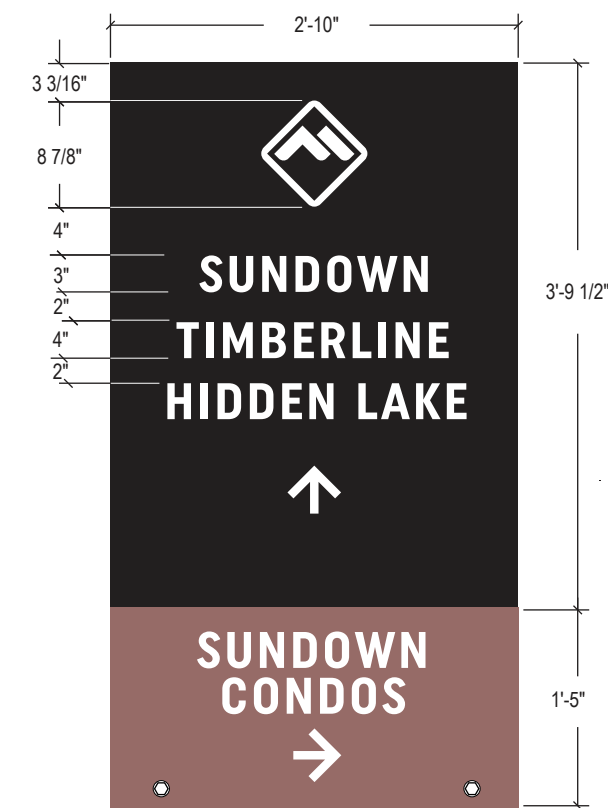 2'-10"
3 3/16"
8 7/8"
4"
SUNDOWN
3"
3'-9 1/2"
2"
TIMBERLINE
4"
2"
HIDDEN LAKE
SUNDOWN
CONDOS
1'-5"